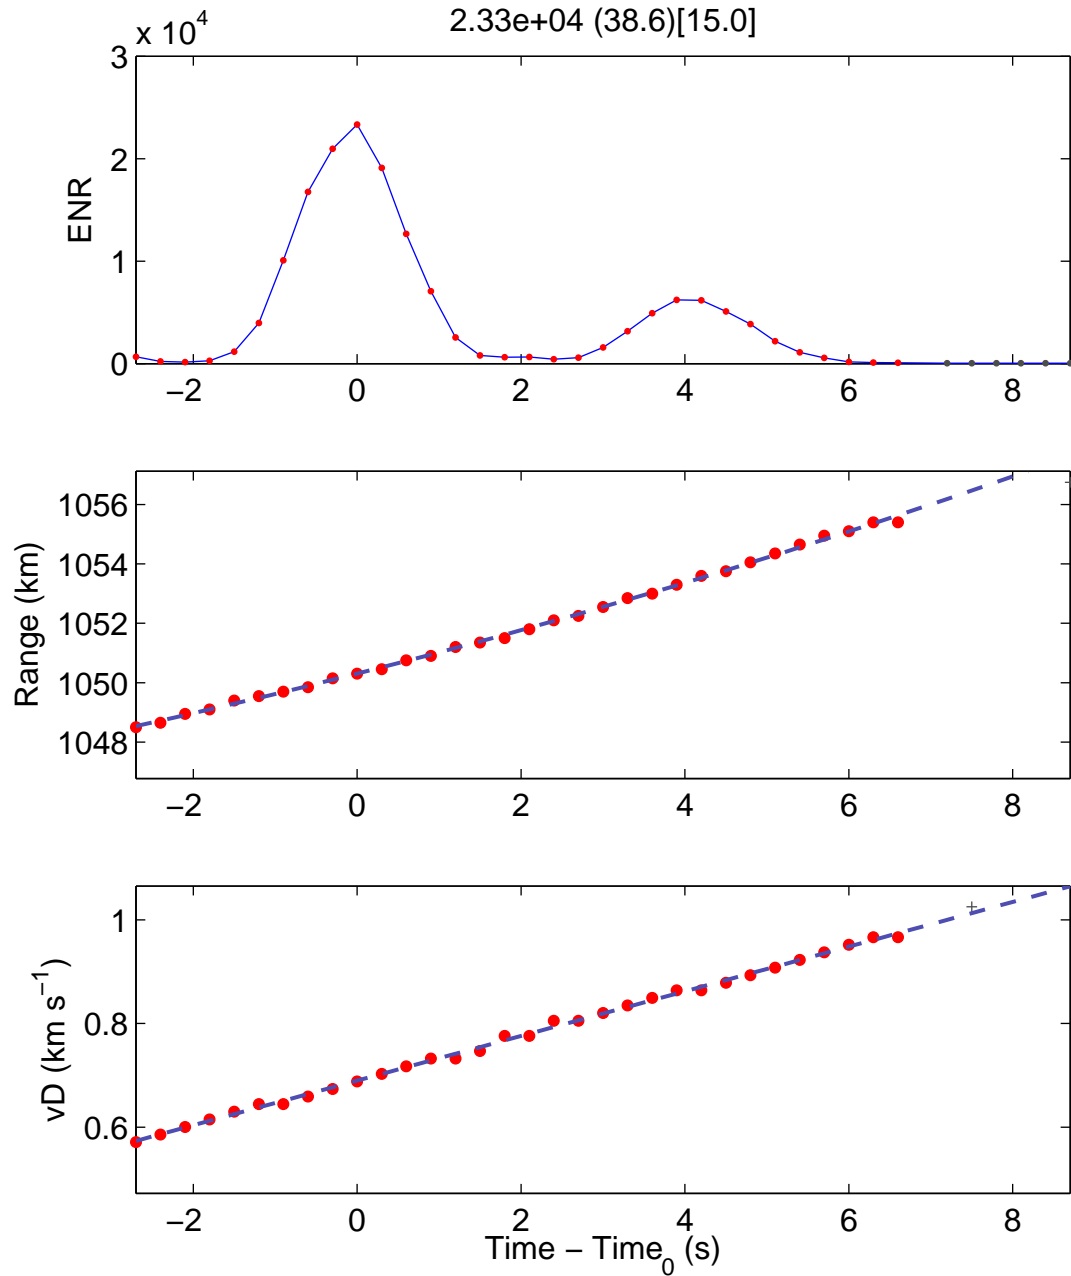 2.33e+04 (38.6)[15.0]
x 10^4
3
2
1
0
ENR
−2 0 2 4 6 8
1056
1054
1052
1050
1048
Range (km)
−2 0 2 4 6 8
1
0.8
0.6
vD (km s^−1)
−2 0 2 4 6 8
Time − Time_0 (s)